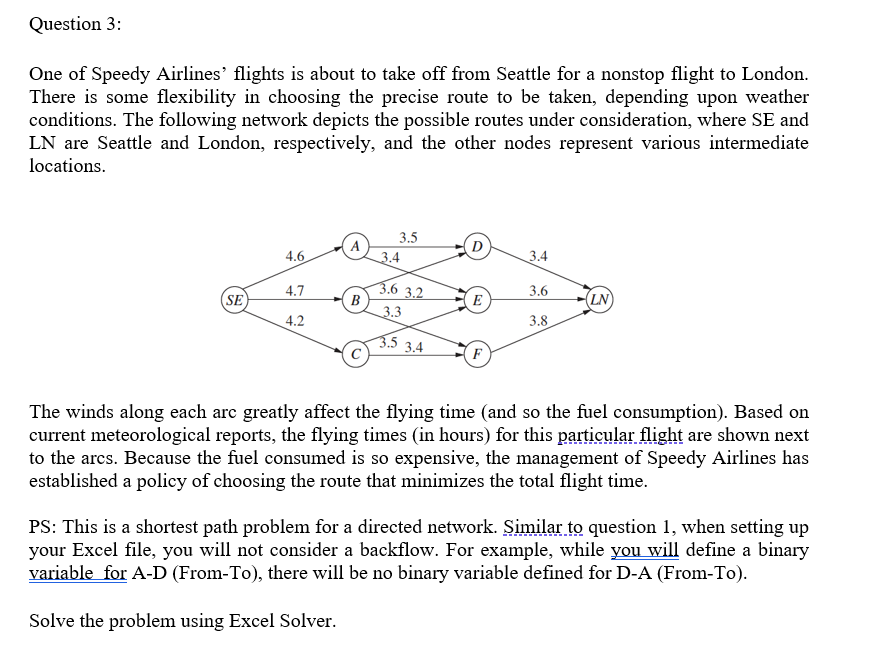 Question 3:
One of Speedy Airlines’ flights is about to take off from Seattle for a nonstop flight to London.
There is some flexibility in choosing the precise route to be taken, depending upon weather
conditions. The following network depicts the possible routes under consideration, where SE and
LN are Seattle and London, respectively, and the other nodes represent various intermediate
locations.
3.5
A
D
4.6
3.4
3.4
4.7
3.6 3.2
3.6
SE
B
E
LN
3.3
4.2
3.8
3.5 3.4
C
F
The winds along each arc greatly affect the flying time (and so the fuel consumption). Based on
current meteorological reports, the flying times (in hours) for this particular flight are shown next
to the arcs. Because the fuel consumed is so expensive, the management of Speedy Airlines has
established a policy of choosing the route that minimizes the total flight time.
PS: This is a shortest path problem for a directed network. Similar to question 1, when setting up
your Excel file, you will not consider a backflow. For example, while you will define a binary
variable for A-D (From-To), there will be no binary variable defined for D-A (From-To).
Solve the problem using Excel Solver.